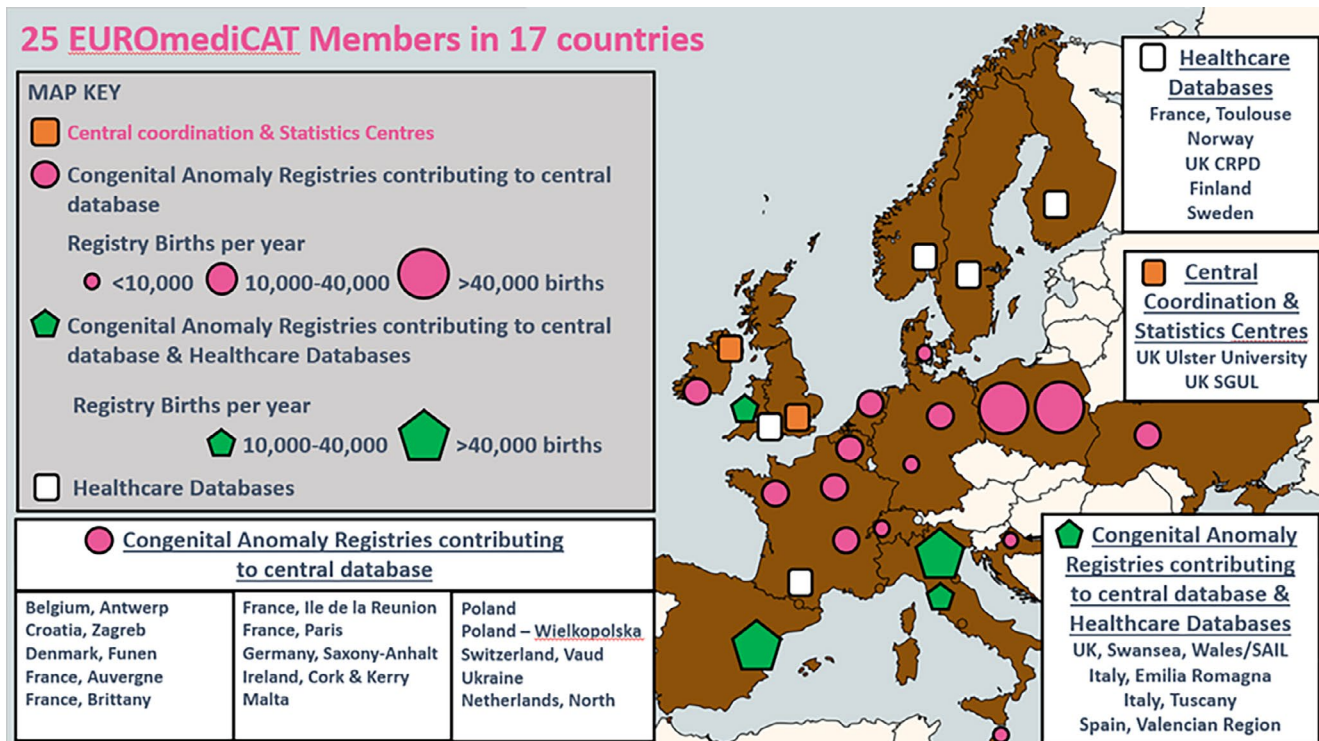 25 EUROmediCAT Members in 17 countries
MAP KEY
Central coordination & Statistics Centres
Congenital Anomaly Registries contributing to central
database
Registry Births per year
<10,000
10,000-40,000
>40,000 births
Congenital Anomaly Registries contributing to central
database & Healthcare Databases
Registry Births per year
10,000-40,000
>40,000 births
Healthcare Databases
Congenital Anomaly Registries contributing
to central database
Belgium, Antwerp
Croatia, Zagreb
Denmark, Funen
France, Auvergne
France, Brittany
France, Ile de la Reunion
France, Paris
Germany, Saxony-Anhalt
Ireland, Cork & Kerry
Malta
Poland
Poland – Wielkopolska
Switzerland, Vaud
Ukraine
Netherlands, North
Healthcare
Databases
France, Toulouse
Norway
UK CRPD
Finland
Sweden
Central
Coordination &
Statistics Centres
UK Ulster University
UK SGUL
Congenital Anomaly
Registries contributing
to central database &
Healthcare Databases
UK, Swansea, Wales/SAIL
Italy, Emilia Romagna
Italy, Tuscany
Spain, Valencian Region